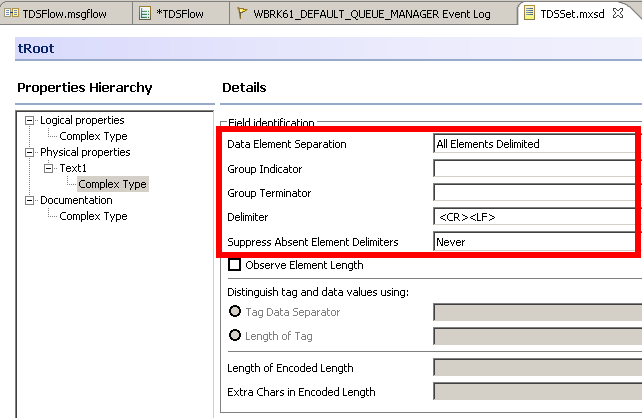 TDSFlow.msgflow *TDSFlow WBRK61_DEFAULT_QUEUE_MANAGER Event Log TDSSet.mxsd
tRoot
Properties Hierarchy Details
Logical properties
Complex Type
Physical properties
Text1
Complex Type
Documentation
Complex Type
Field identification
Data Element Separation All Elements Delimited
Group Indicator
Group Terminator
Delimiter <CR><LF>
Suppress Absent Element Delimiters Never
Observe Element Length
Distinguish tag and data values using:
Tag Data Separator
Length of Tag
Length of Encoded Length
Extra Chars in Encoded Length